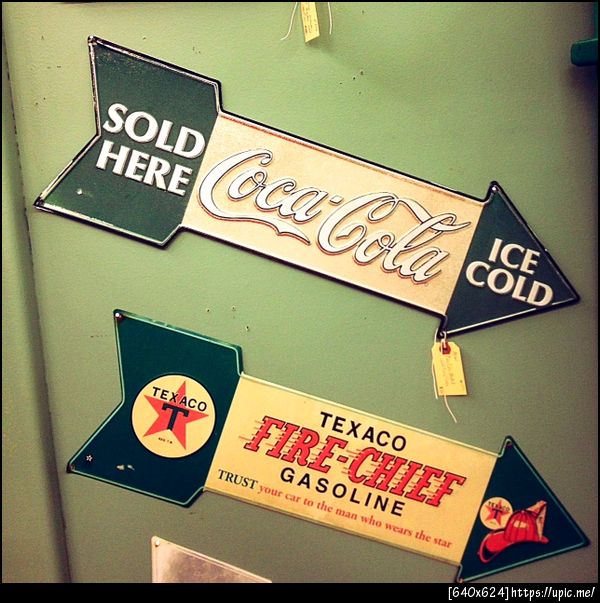 SOLD
HERE
Coca-Cola
ICE
COLD
TEXACO
T
TEXACO
FIRE-CHIEF
GASOLINE
TRUST your car to the man who wears the star
TEXACO
T
[640x624]https://upic.me/